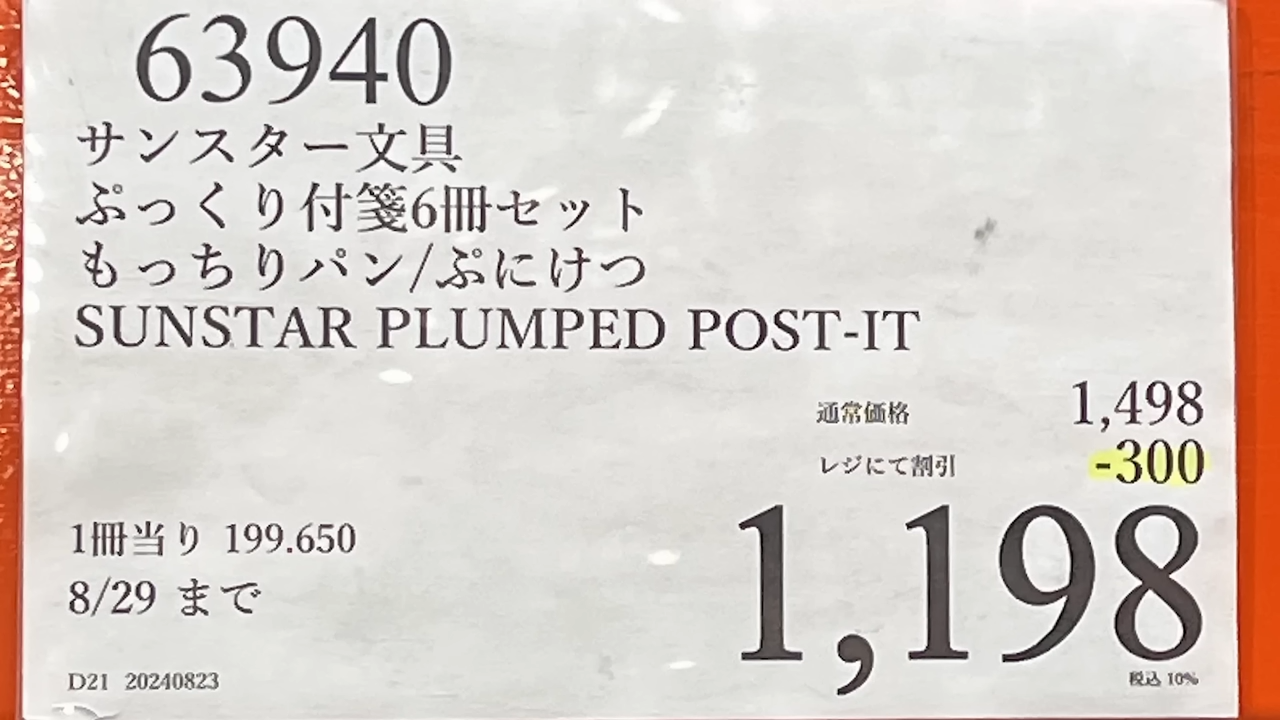 63940
サンスター文具
ぷっくり付箋6冊セット
もっちりパン/ぷにけつ
SUNSTAR PLUMPED POST-IT
通常価格 1,498
レジにて割引 -300
1,198
1冊当り 199.650
8/29 まで
税込 10%
D21 20240823